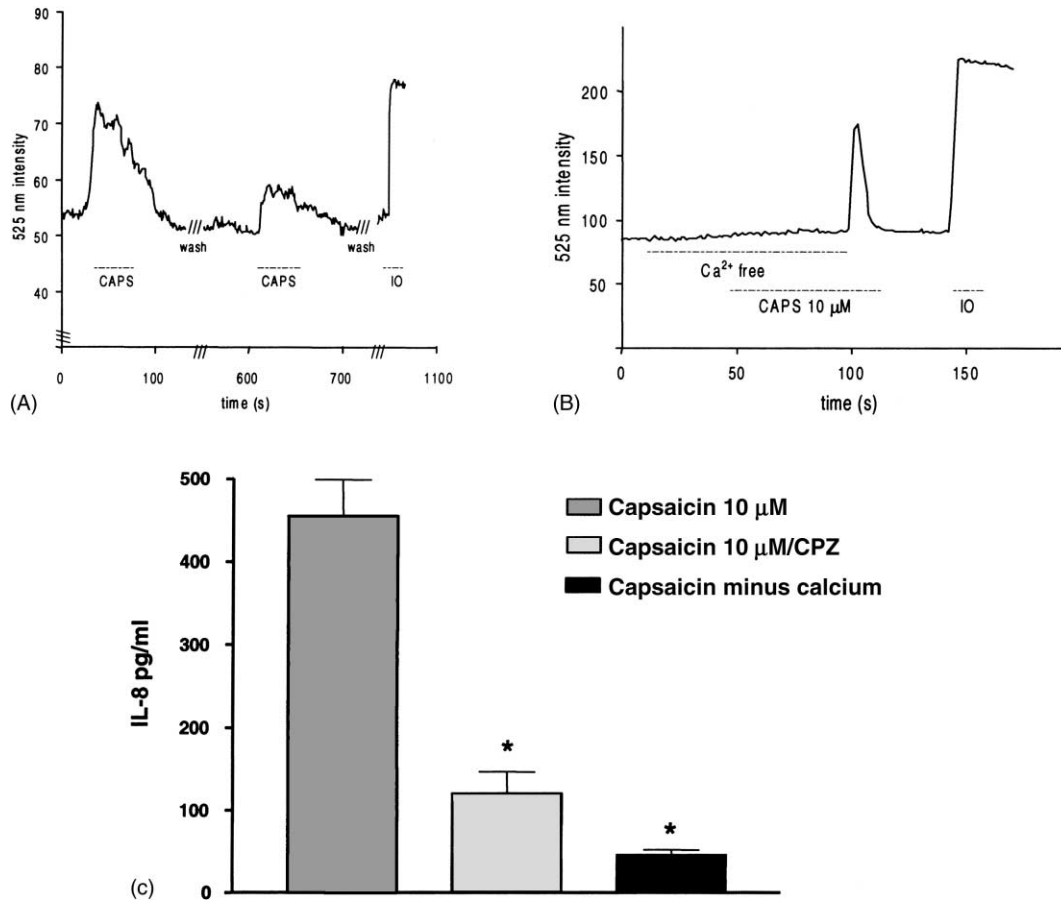 90
80
70
60
50
40
525 nm intensity
wash
wash
CAPS
CAPS
IO
0
100
600
700
1100
time (s)
(A)
200
150
100
50
0
525 nm intensity
Ca²⁺ free
CAPS 10 μM
IO
0
50
100
150
time (s)
(B)
500
400
300
200
100
0
IL-8 pg/ml
*
*
Capsaicin 10 μM
Capsaicin 10 μM/CPZ
Capsaicin minus calcium
(c)